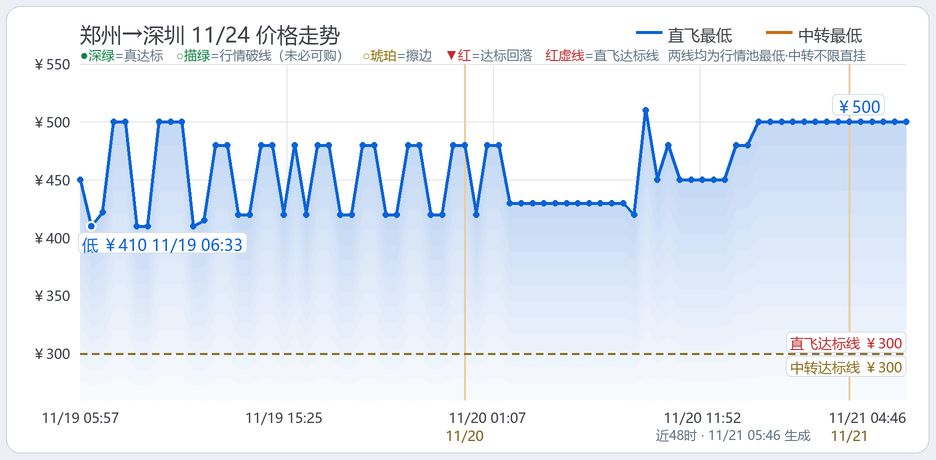 郑州→深圳 11/24 价格走势
直飞最低 中转最低
●深绿=真达标 ○描绿=行情破线（未必可购） ○琥珀=擦边 ▼红=达标回落 红虚线=直飞达标线 两线均为行情池最低·中转不限直挂
¥550
¥500
¥500
¥450
¥400
低 ¥410 11/19 06:33
¥350
¥300
直飞达标线 ¥300
中转达标线 ¥300
11/19 05:57 11/19 15:25 11/20 01:07 11/20 11:52 11/21 04:46
11/20 近48时 · 11/21 05:46 生成 11/21